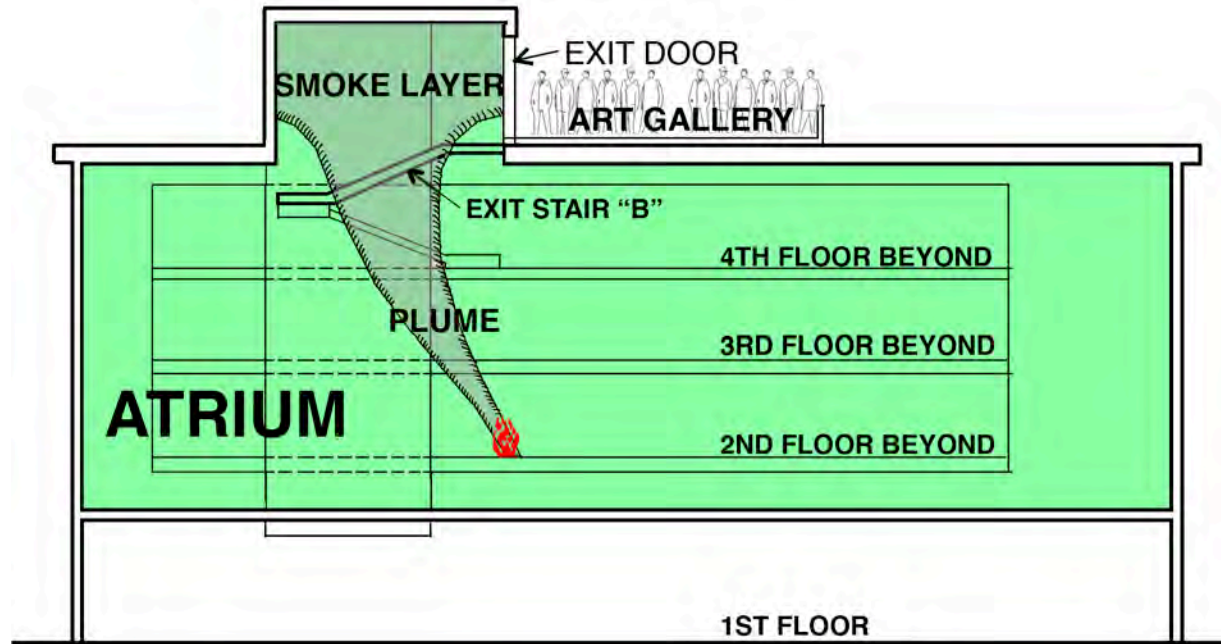 EXIT DOOR
SMOKE LAYER
ART GALLERY
EXIT STAIR “B”
4TH FLOOR BEYOND
PLUME
3RD FLOOR BEYOND
ATRIUM
2ND FLOOR BEYOND
1ST FLOOR